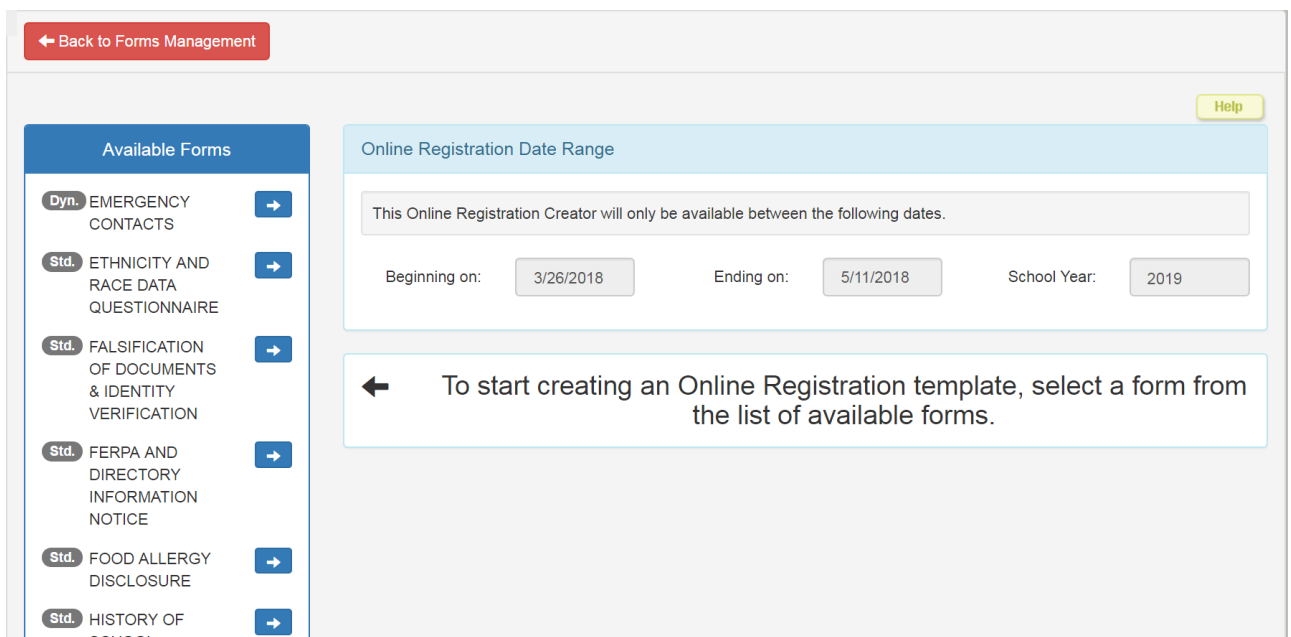 Back to Forms Management
Help
Available Forms
Dyn. EMERGENCY
CONTACTS
Std. ETHNICITY AND
RACE DATA
QUESTIONNAIRE
Std. FALSIFICATION
OF DOCUMENTS
& IDENTITY
VERIFICATION
Std. FERPA AND
DIRECTORY
INFORMATION
NOTICE
Std. FOOD ALLERGY
DISCLOSURE
Std. HISTORY OF
SCHOOL
Online Registration Date Range
This Online Registration Creator will only be available between the following dates.
Beginning on: 3/26/2018 Ending on: 5/11/2018 School Year: 2019
To start creating an Online Registration template, select a form from
the list of available forms.